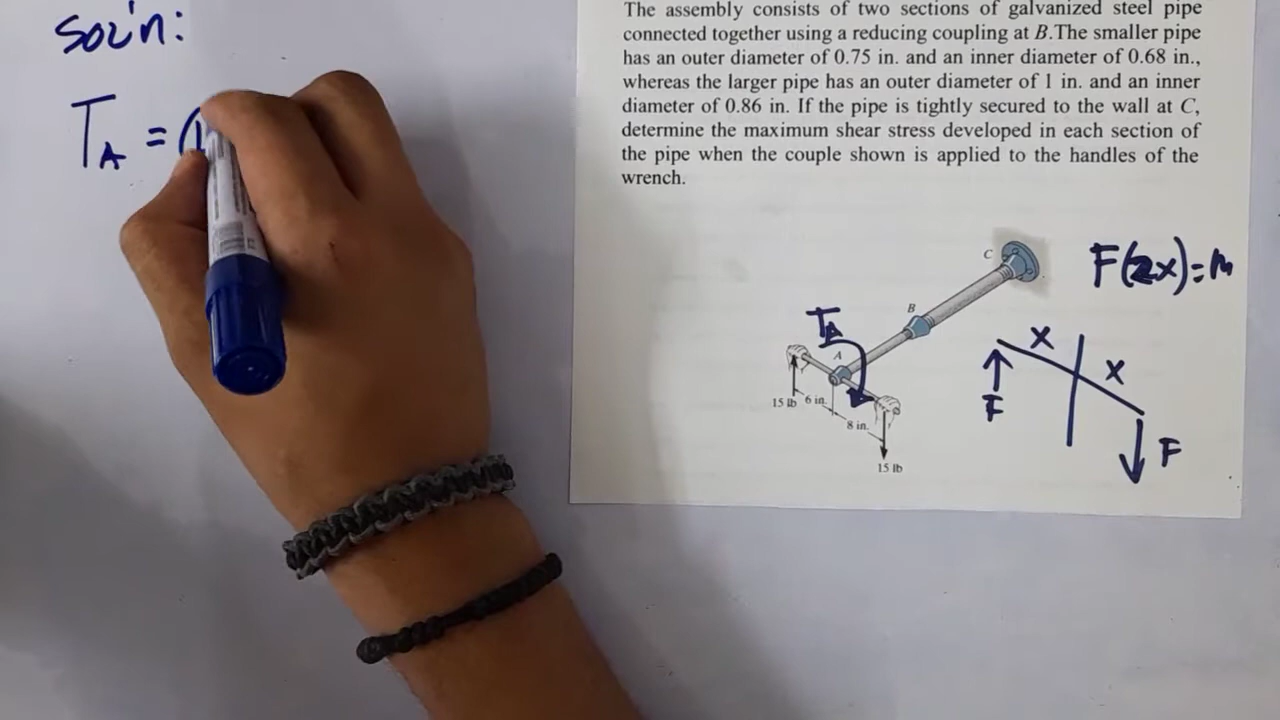 Sol'n:
T_A = (1
The assembly consists of two sections of galvanized steel pipe
connected together using a reducing coupling at B.The smaller pipe
has an outer diameter of 0.75 in. and an inner diameter of 0.68 in.,
whereas the larger pipe has an outer diameter of 1 in. and an inner
diameter of 0.86 in. If the pipe is tightly secured to the wall at C,
determine the maximum shear stress developed in each section of
the pipe when the couple shown is applied to the handles of the
wrench.
C
F(2x)=M
B
T_A
A
x
x
15 lb
6 in.
F
8 in.
F
15 lb